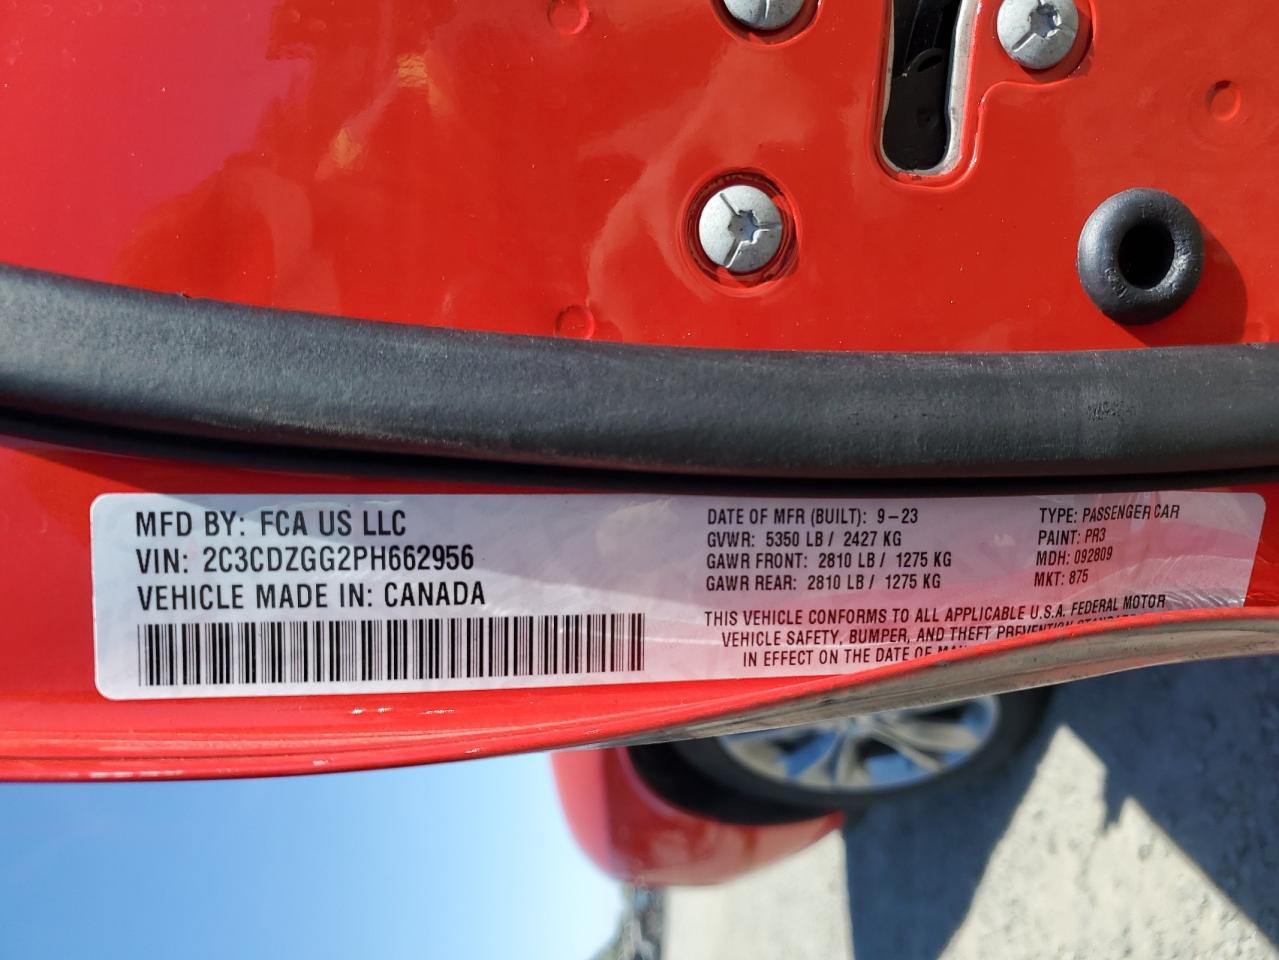 MFD BY: FCA US LLC
VIN: 2C3CDZGG2PH662956
VEHICLE MADE IN: CANADA
DATE OF MFR (BUILT): 9-23
GVWR: 5350 LB / 2427 KG
GAWR FRONT: 2810 LB / 1275 KG
GAWR REAR: 2810 LB / 1275 KG
TYPE: PASSENGER CAR
PAINT: PR3
MDH: 092809
MKT: 875
THIS VEHICLE CONFORMS TO ALL APPLICABLE U.S.A. FEDERAL MOTOR
VEHICLE SAFETY, BUMPER, AND THEFT PREVENTION
IN EFFECT ON THE DATE OF